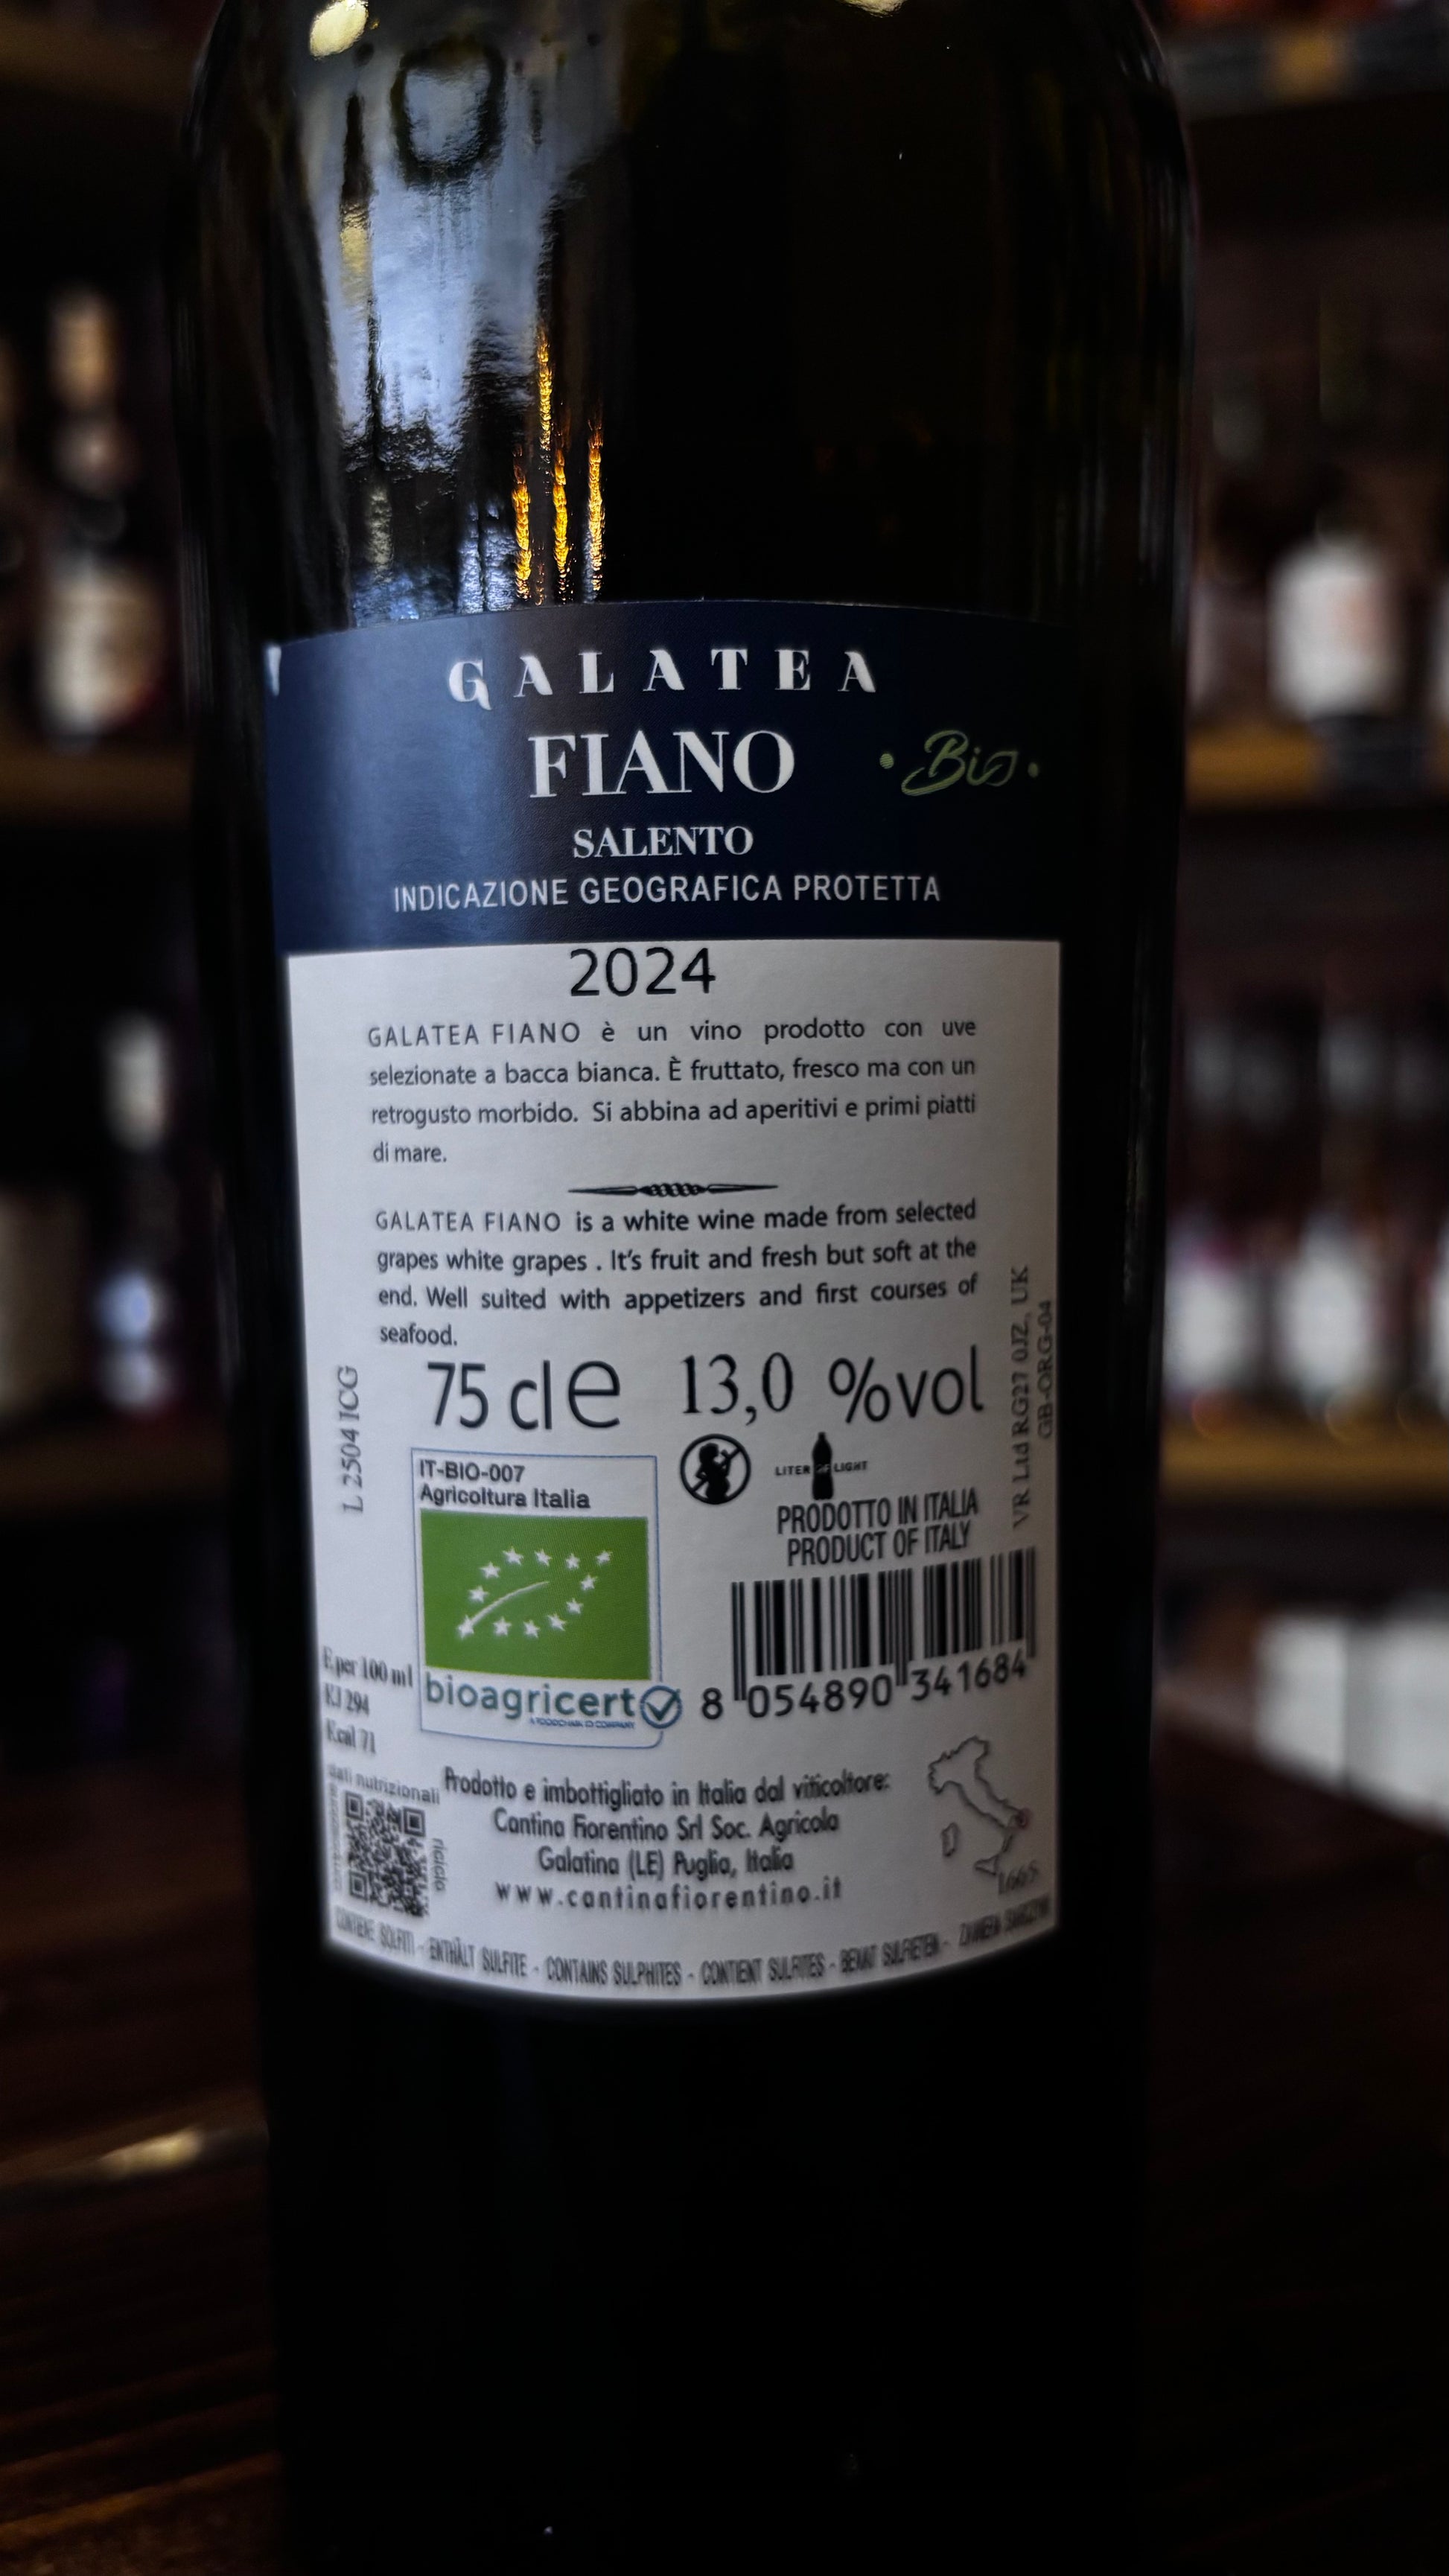 GALATEA
FIANO
• Bio •
SALENTO
INDICAZIONE GEOGRAFICA PROTETTA
2024
GALATEA FIANO è un vino prodotto con uve
selezionate a bacca bianca. È fruttato, fresco ma con un
retrogusto morbido. Si abbina ad aperitivi e primi piatti
di mare.
GALATEA FIANO is a white wine made from selected
grapes white grapes . It's fruit and fresh but soft at the
end. Well suited with appetizers and first courses of
seafood.
VR Ltd RG27 0JZ, UK
GB-ORG-04
L 2504 ICG
75 cl e 13,0 %vol
IT-BIO-007
Agricoltura Italia
LITER OF LIGHT
PRODOTTO IN ITALIA
PRODUCT OF ITALY
bioagricert
8 054890 341684
E.per 100 ml
KJ 294
Kcal 71
dati nutrizionali
riciclo
Prodotto e imbottigliato in Italia dal viticoltore:
Cantina Fiorentino Srl Soc. Agricola
Galatina (LE) Puglia, Italia
www.cantinafiorentino.it
1665
CONTIENE SOLFITI - ENTHÄLT SULFITE - CONTAINS SULPHITES - CONTIENT SULFITES - BEVAT SULFIETEN -